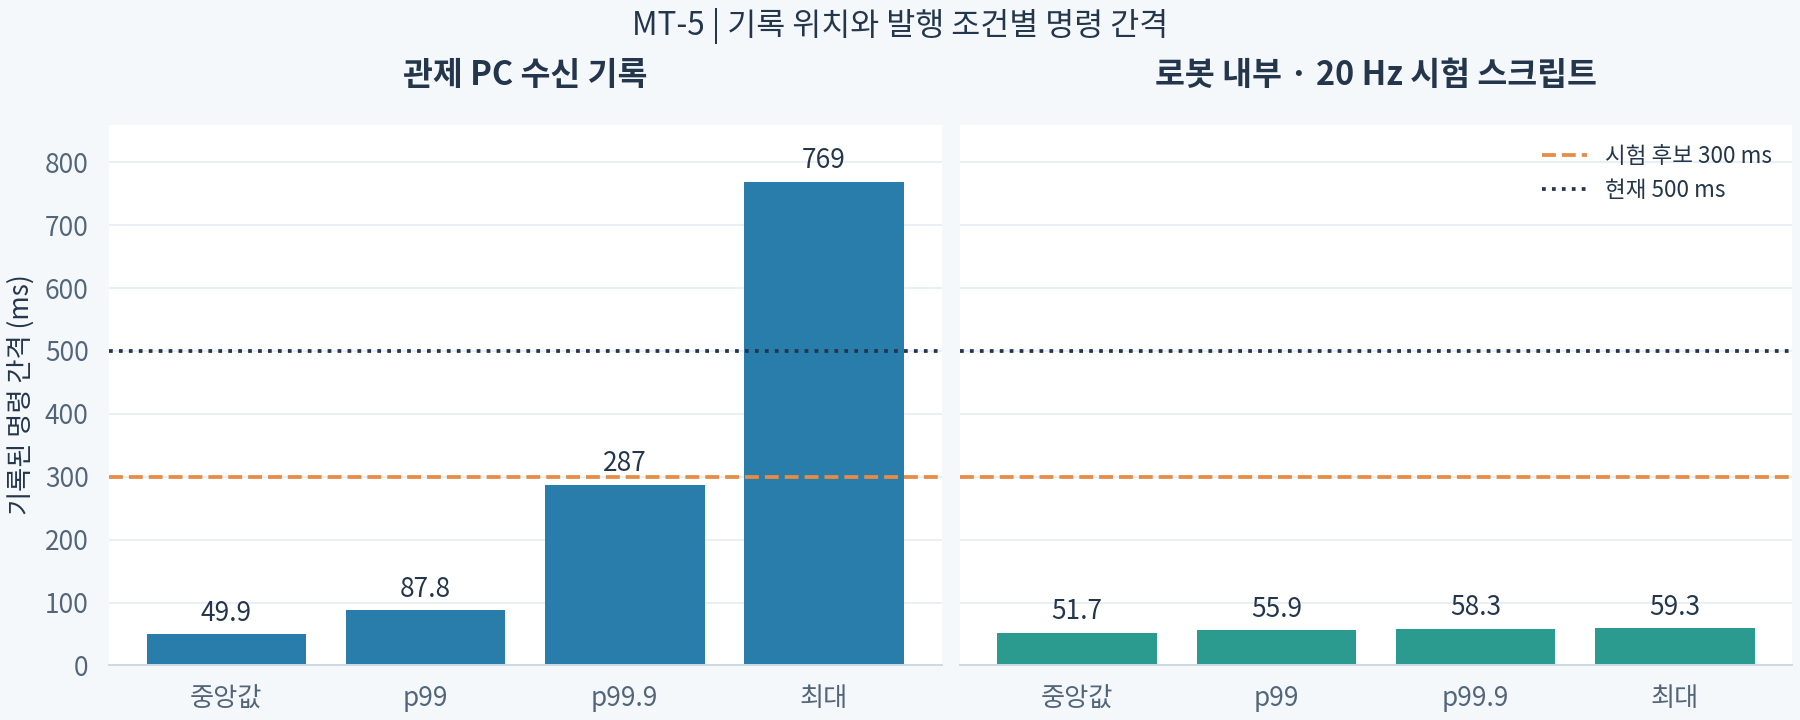 MT-5 | 기록 위치와 발행 조건별 명령 간격
관제 PC 수신 기록
로봇 내부 · 20 Hz 시험 스크립트
기록된 명령 간격 (ms)
800
700
600
500
400
300
200
100
0
49.9
87.8
287
769
중앙값
p99
p99.9
최대
시험 후보 300 ms
현재 500 ms
51.7
55.9
58.3
59.3
중앙값
p99
p99.9
최대